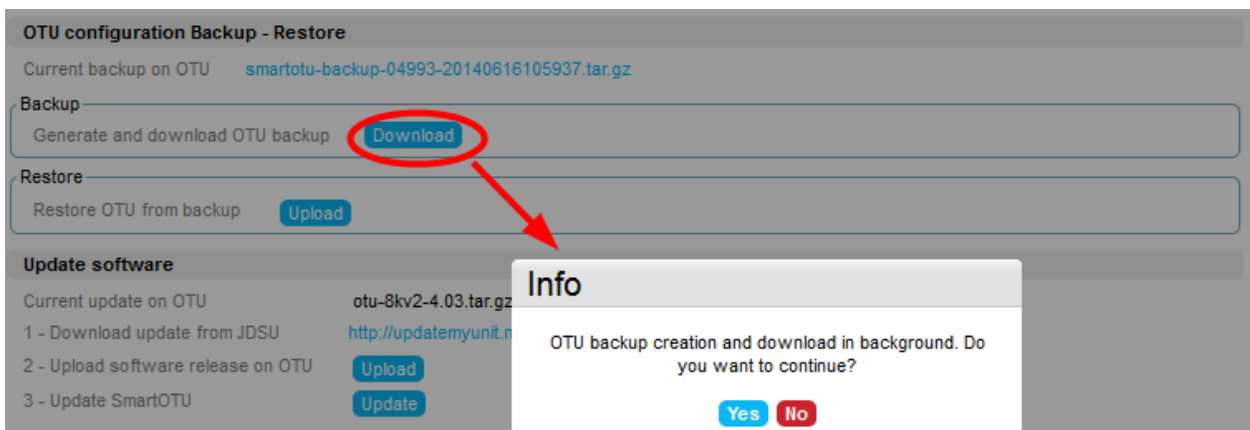 OTU configuration Backup - Restore
Current backup on OTU smartotu-backup-04993-20140616105937.tar.gz
Backup
Generate and download OTU backup Download
Restore
Restore OTU from backup Upload
Update software
Current update on OTU otu-8kv2-4.03.tar.gz
1 - Download update from JDSU http://updatemyunit.n
2 - Upload software release on OTU Upload
3 - Update SmartOTU Update
Info
OTU backup creation and download in background. Do
you want to continue?
Yes No